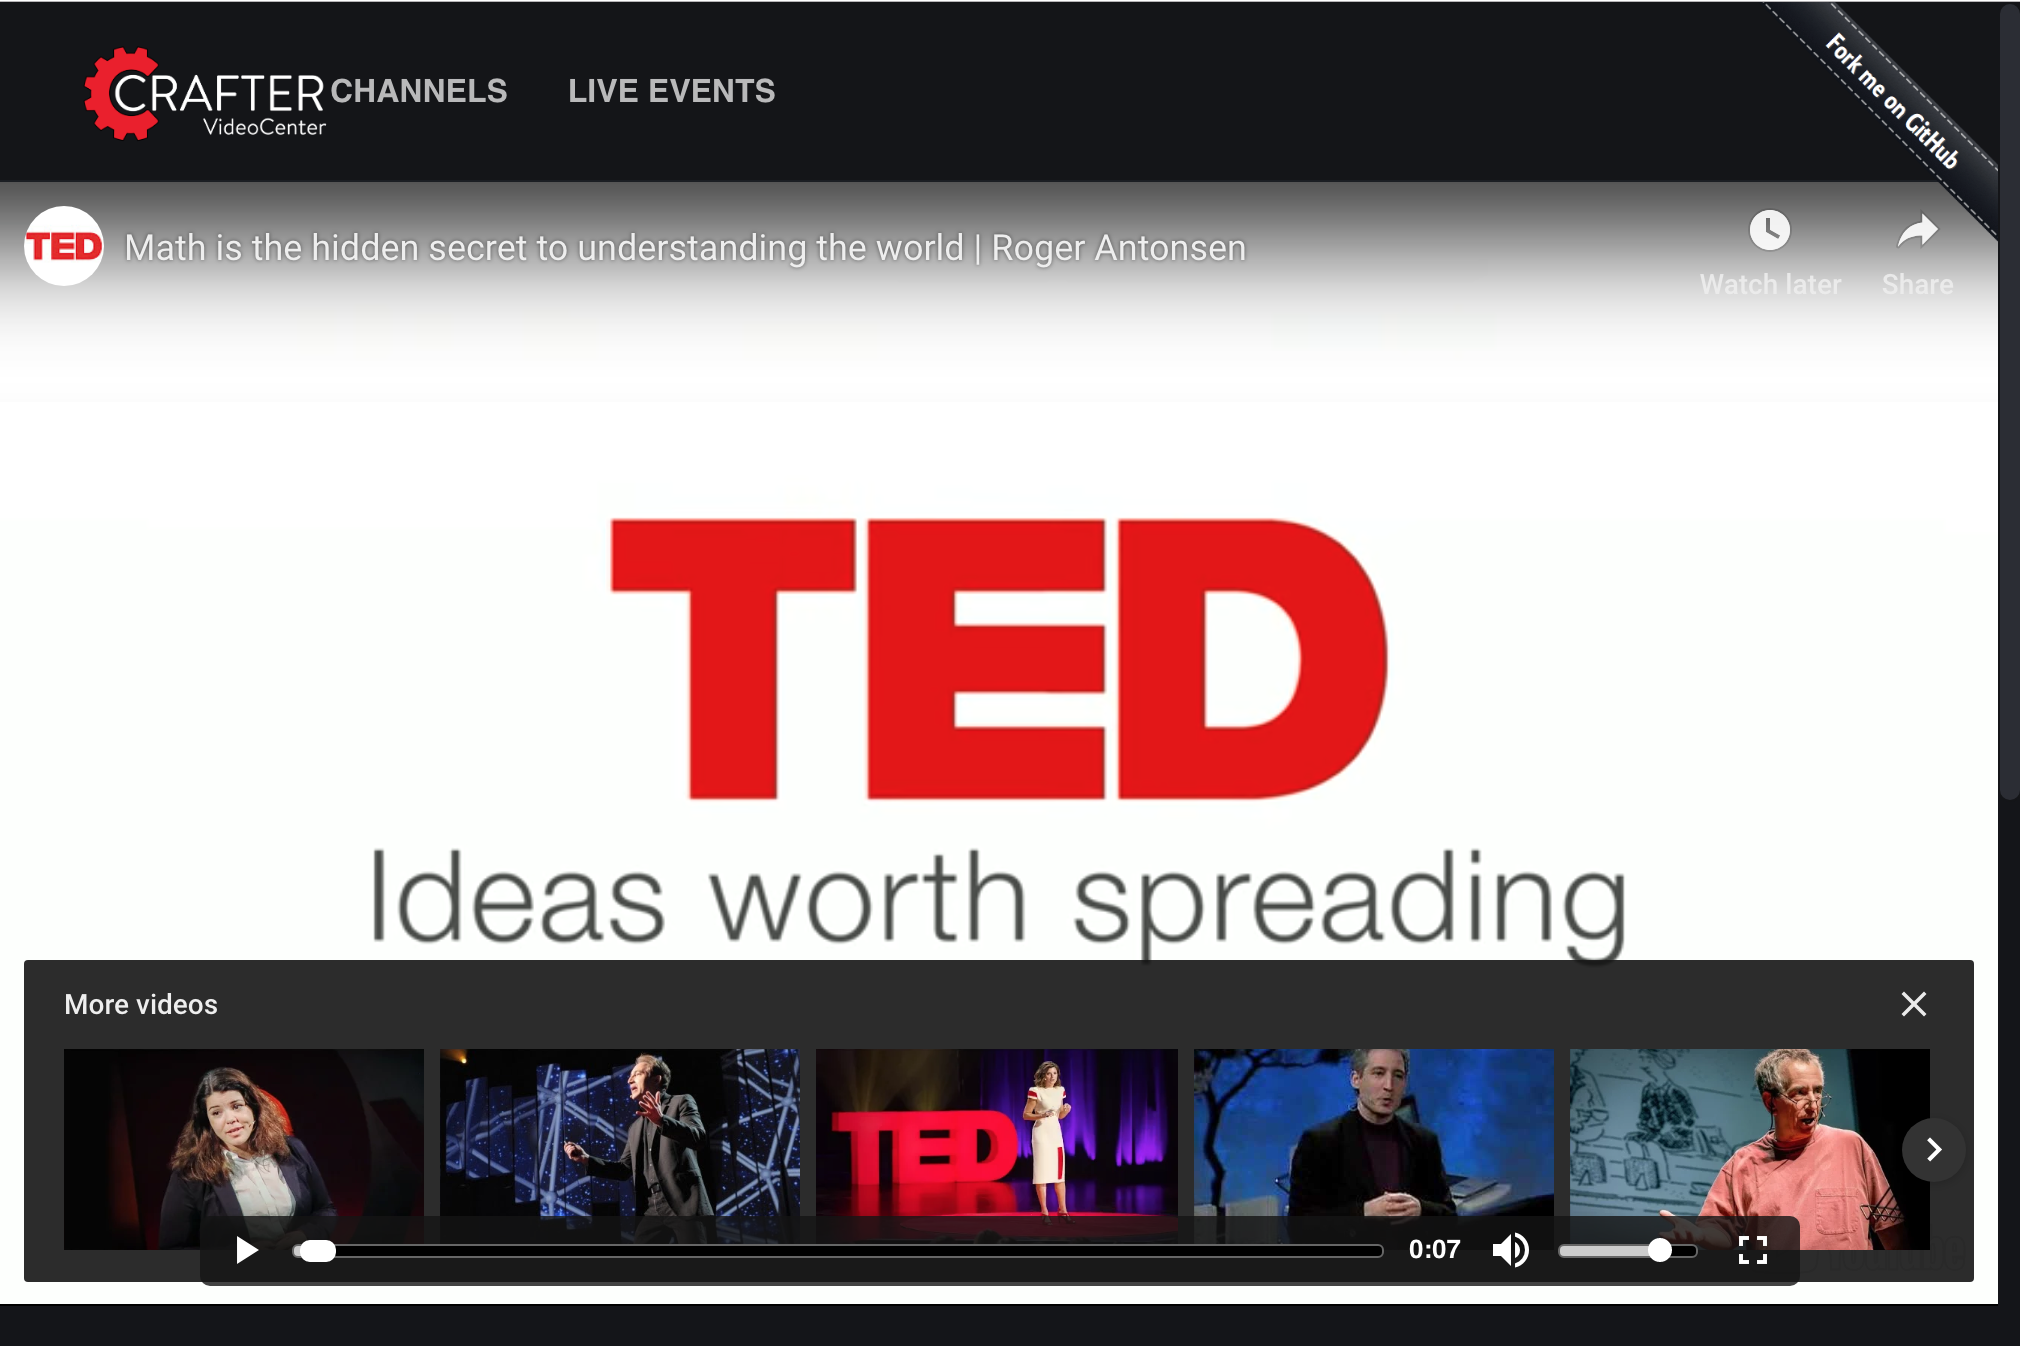 CRAFTER
VideoCenter
CHANNELS
LIVE EVENTS
Fork me on GitHub
TED
Math is the hidden secret to understanding the world | Roger Antonsen
Watch later
Share
TED
Ideas worth spreading
More videos
TED
0:07